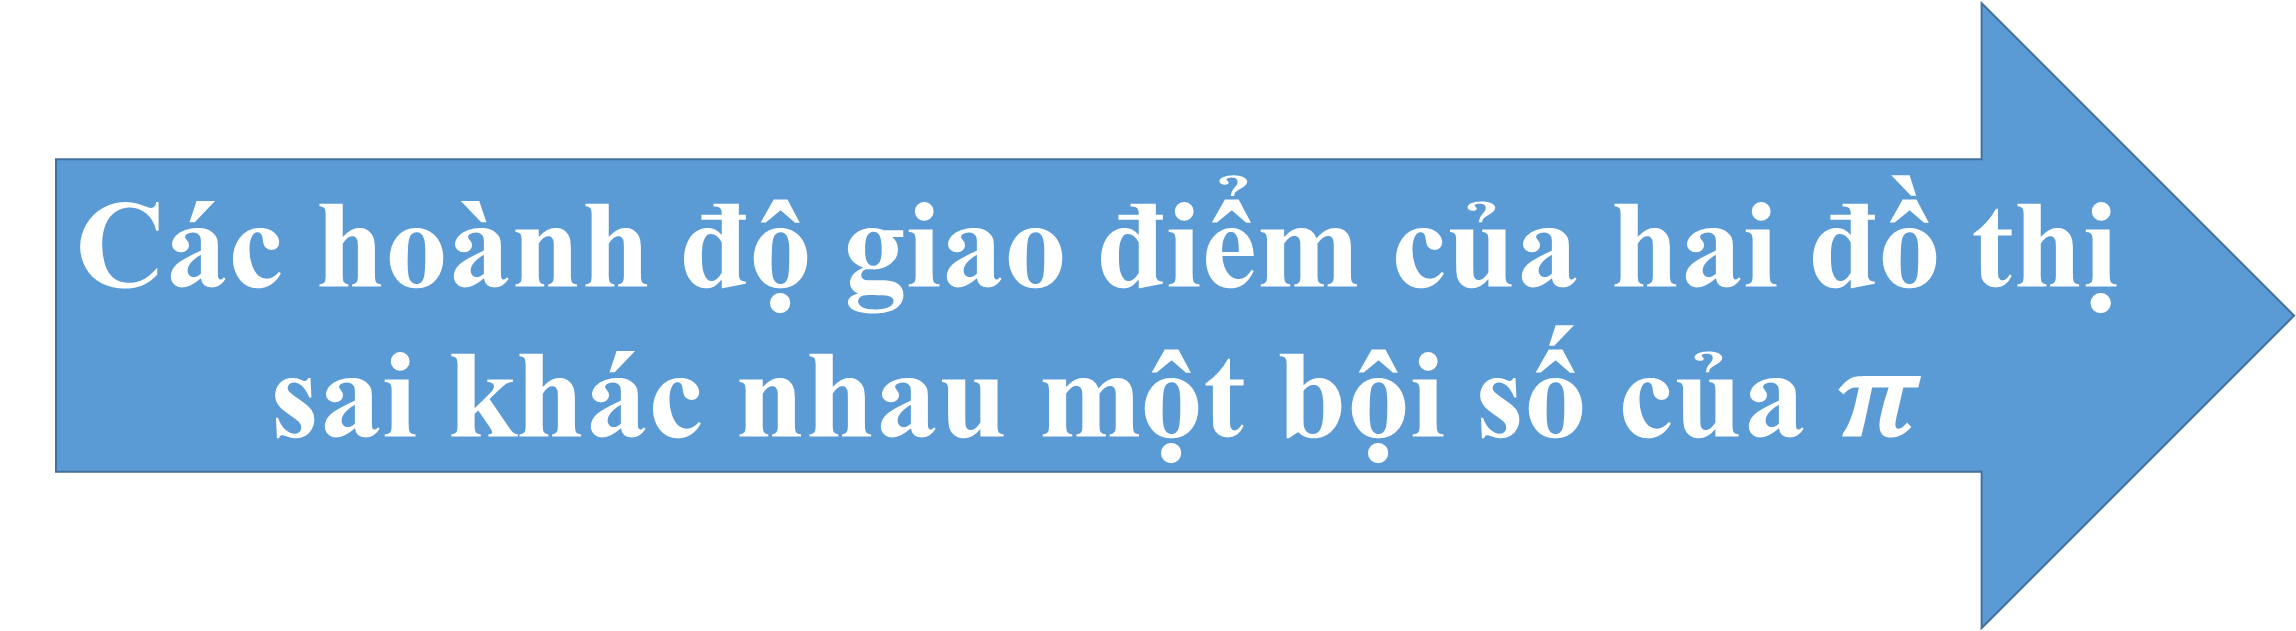 Các hoành độ giao điểm của hai đồ thị
sai khác nhau một bội số của π